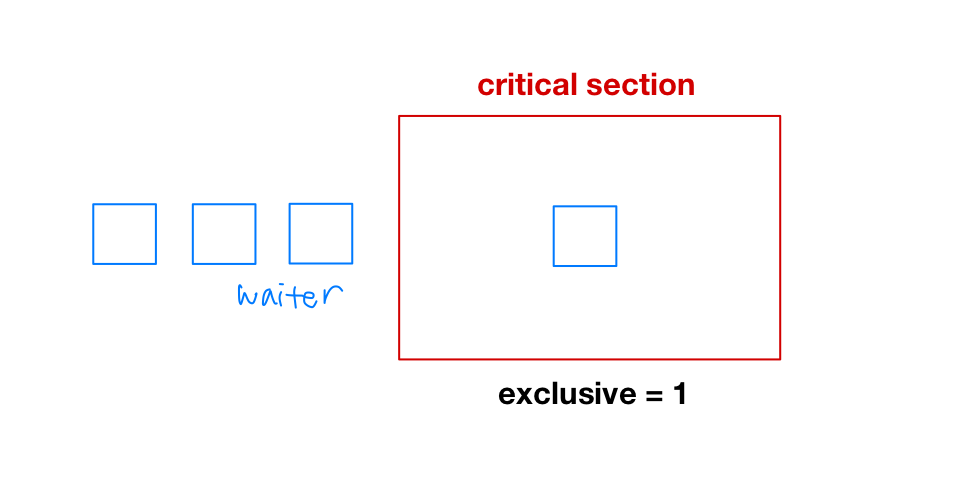 critical section
waiter
exclusive = 1